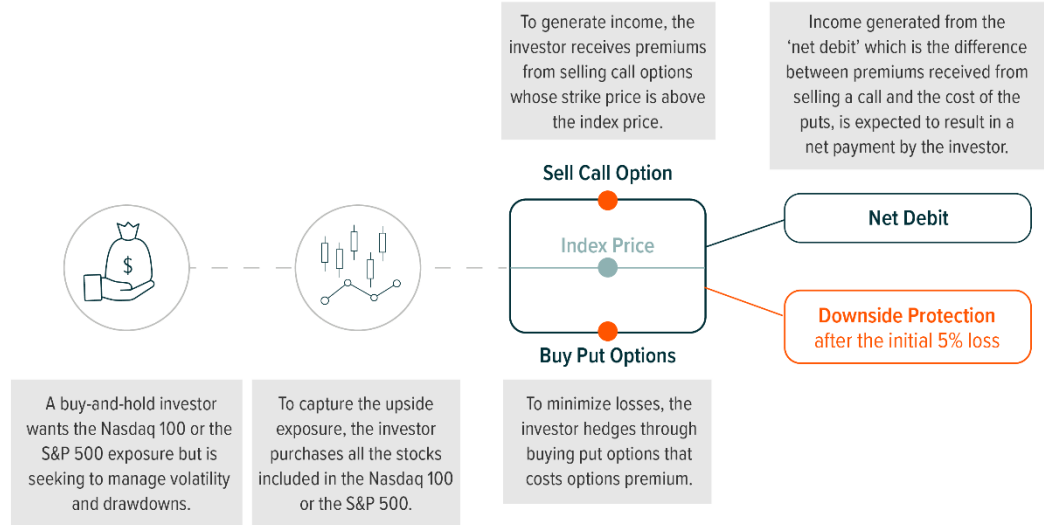 To generate income, the
investor receives premiums
from selling call options
whose strike price is above
the index price.
Income generated from the
‘net debit’ which is the difference
between premiums received from
selling a call and the cost of the
puts, is expected to result in a
net payment by the investor.
Sell Call Option
Index Price
Buy Put Options
Net Debit
Downside Protection
after the initial 5% loss
$
A buy-and-hold investor
wants the Nasdaq 100 or the
S&P 500 exposure but is
seeking to manage volatility
and drawdowns.
To capture the upside
exposure, the investor
purchases all the stocks
included in the Nasdaq 100
or the S&P 500.
To minimize losses, the
investor hedges through
buying put options that
costs options premium.